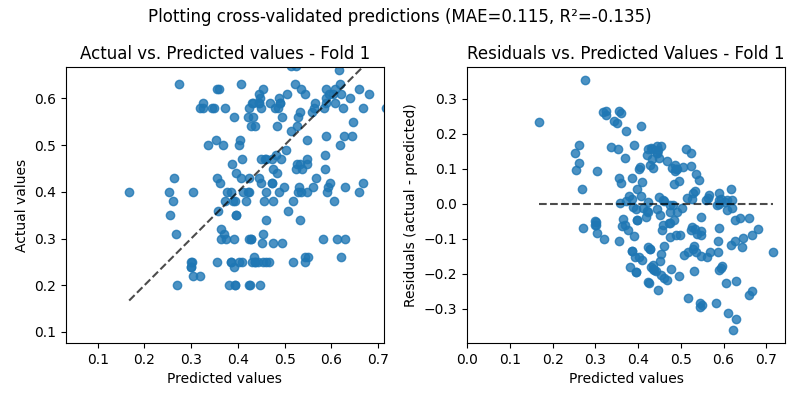 Plotting cross-validated predictions (MAE=0.115, R²=-0.135)
Actual vs. Predicted values - Fold 1
Actual values
0.6
0.5
0.4
0.3
0.2
0.1
0.1 0.2 0.3 0.4 0.5 0.6 0.7
Predicted values
Residuals vs. Predicted Values - Fold 1
Residuals (actual - predicted)
0.3
0.2
0.1
0.0
−0.1
−0.2
−0.3
0.0 0.1 0.2 0.3 0.4 0.5 0.6 0.7
Predicted values